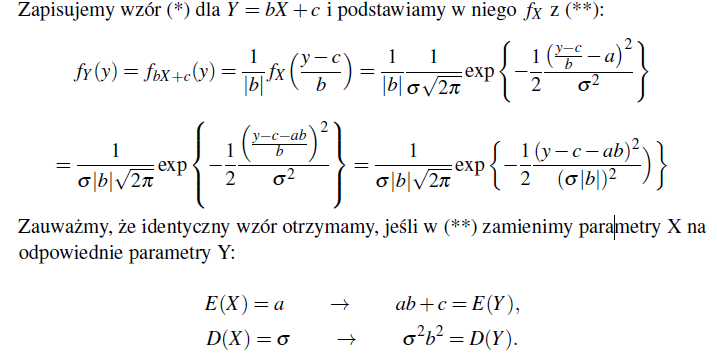 Zapisujemy wzór (*) dla Y = bX + c i podstawiamy w niego f_X z (**):
f_Y(y) = f_{bX+c}(y) = \frac{1}{|b|} f_X\left(\frac{y-c}{b}\right) = \frac{1}{|b|} \frac{1}{\sigma\sqrt{2\pi}} \exp\left\{-\frac{1}{2} \frac{\left(\frac{y-c}{b}-a\right)^2}{\sigma^2}\right\}
= \frac{1}{\sigma|b|\sqrt{2\pi}} \exp\left\{-\frac{1}{2} \frac{\left(\frac{y-c-ab}{b}\right)^2}{\sigma^2}\right\} = \frac{1}{\sigma|b|\sqrt{2\pi}} \exp\left\{-\frac{1}{2} \frac{(y-c-ab)^2}{(\sigma|b|)^2})\right\}
Zauważmy, że identyczny wzór otrzymamy, jeśli w (**) zamienimy parametry X na
odpowiednie parametry Y:
E(X) = a → ab + c = E(Y),
D(X) = σ → σ²b² = D(Y).